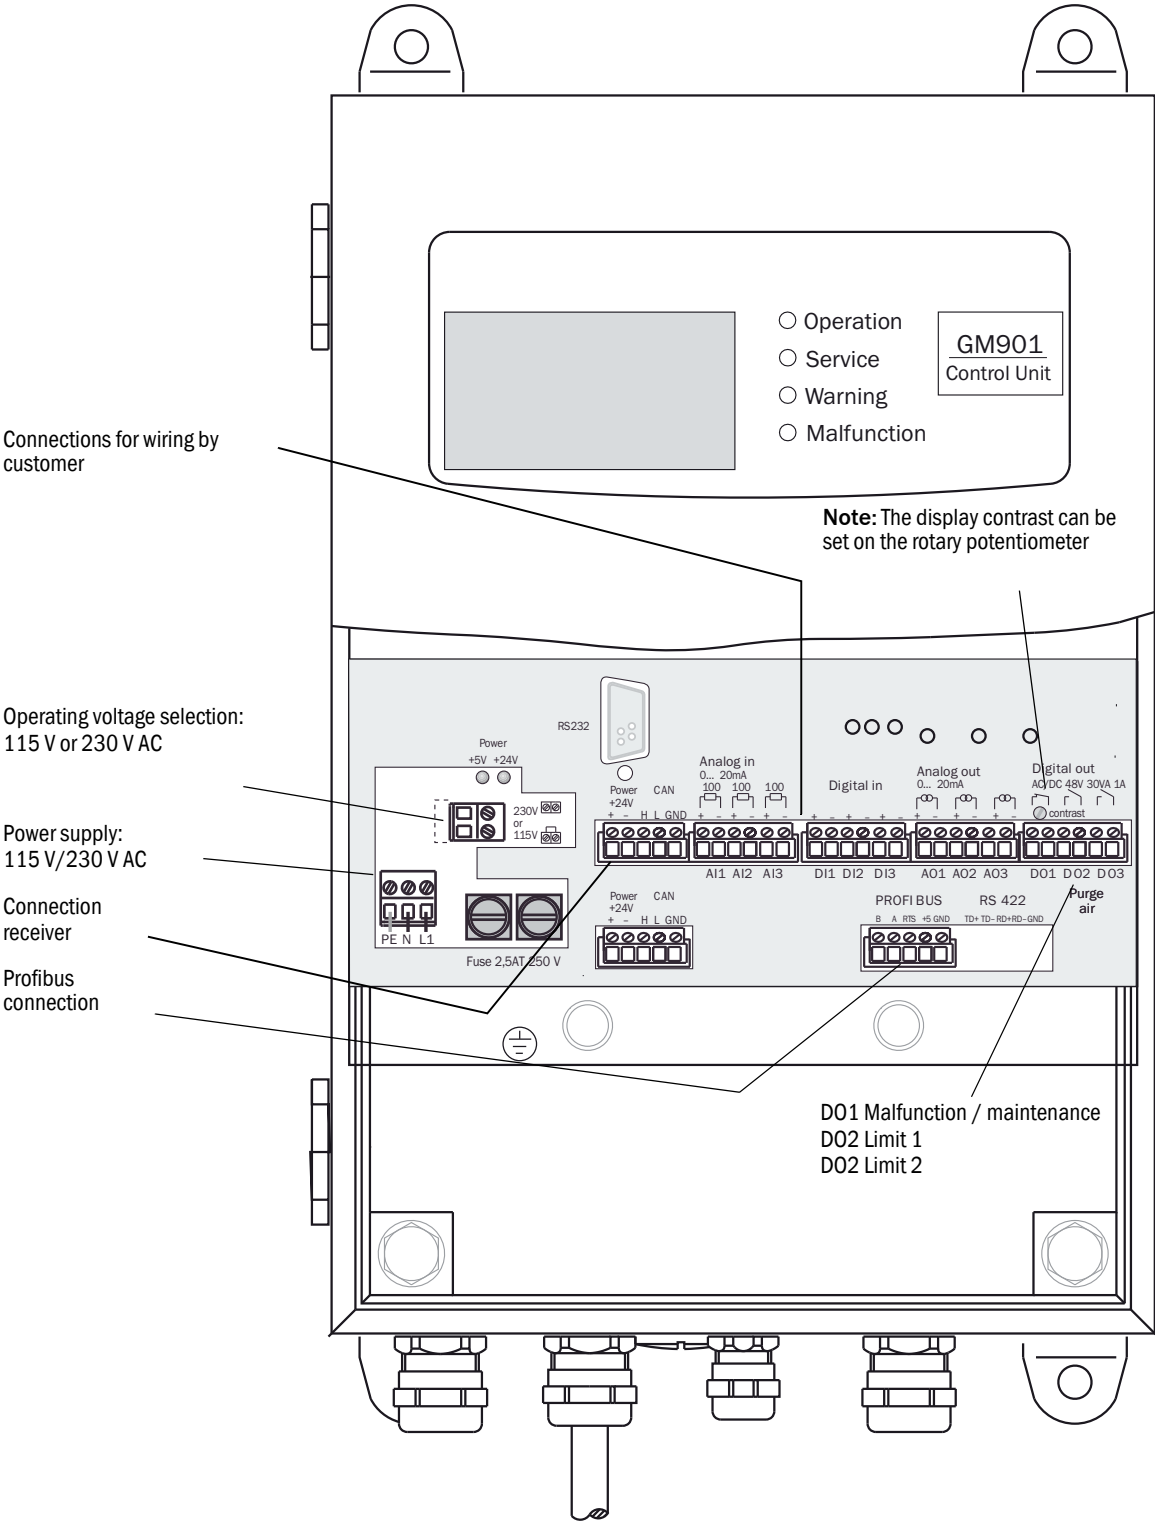 Operation
Service
Warning
Malfunction
GM901
Control Unit
Connections for wiring by
customer
Note: The display contrast can be
set on the rotary potentiometer
Operating voltage selection:
115 V or 230 V AC
Power supply:
115 V/230 V AC
Connection
receiver
Profibus
connection
RS232
Power
+5V +24V
230V
or
115V
PE N L1
Fuse 2,5AT 250 V
Power CAN
+24V
+ – H L GND
Analog in
0... 20mA
100 100 100
+ – + – + –
AI1 AI2 AI3
Digital in
+ – + – + –
DI1 DI2 DI3
Analog out
0... 20mA
+ – + – + –
AO1 AO2 AO3
Digital out
AC/DC 48V 30VA 1A
contrast
DO1 DO2 DO3
Purge
air
Power CAN
+24V
+ – H L GND
PROFIBUS RS 422
B A RTS +5 GND TD+ TD– RD+ RD– GND
DO1 Malfunction / maintenance
DO2 Limit 1
DO2 Limit 2